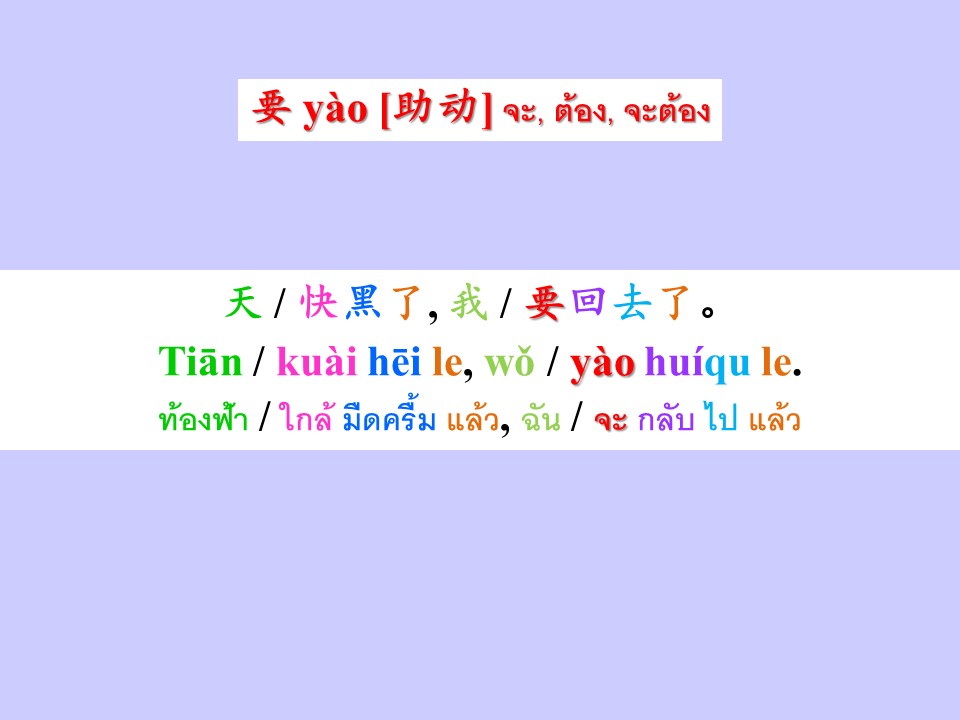 要 yào [助动] จะ, ต้อง, จะต้อง
天 / 快黑了, 我 / 要回去了。
Tiān / kuài hēi le, wǒ / yào huíqu le.
ท้องฟ้า / ใกล้ มืดครื้ม แล้ว, ฉัน / จะ กลับ ไป แล้ว